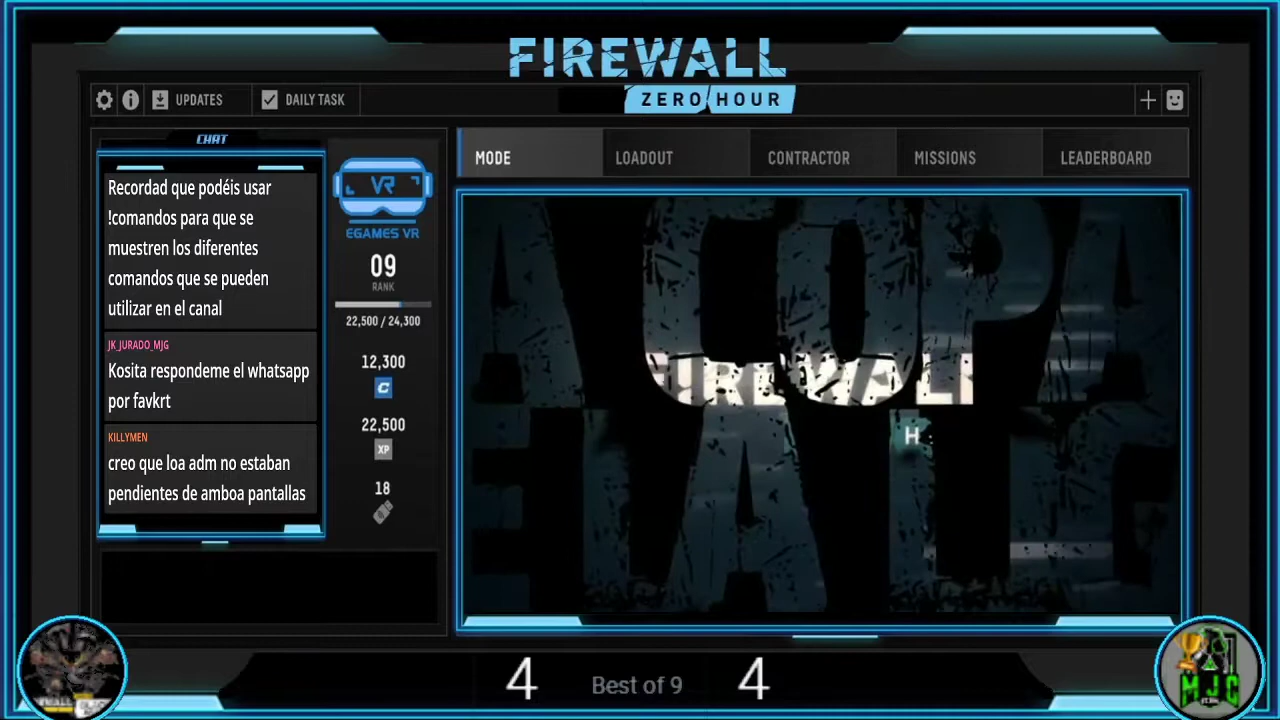 FIREWALL
ZERO HOUR
UPDATES
DAILY TASK
CHAT
Recordad que podéis usar
!comandos para que se
muestren los diferentes
comandos que se pueden
utilizar en el canal
JK_JURADO_MJG
Kosita respondeme el whatsapp
por favkrt
KILLYMEN
creo que loa adm no estaban
pendientes de amboa pantallas
VR
EGAMES VR
09
RANK
22,500 / 24,300
12,300
C
22,500
XP
18
MODE
LOADOUT
CONTRACTOR
MISSIONS
LEADERBOARD
A COPA
FIREWALL
H
4
Best of 9
4